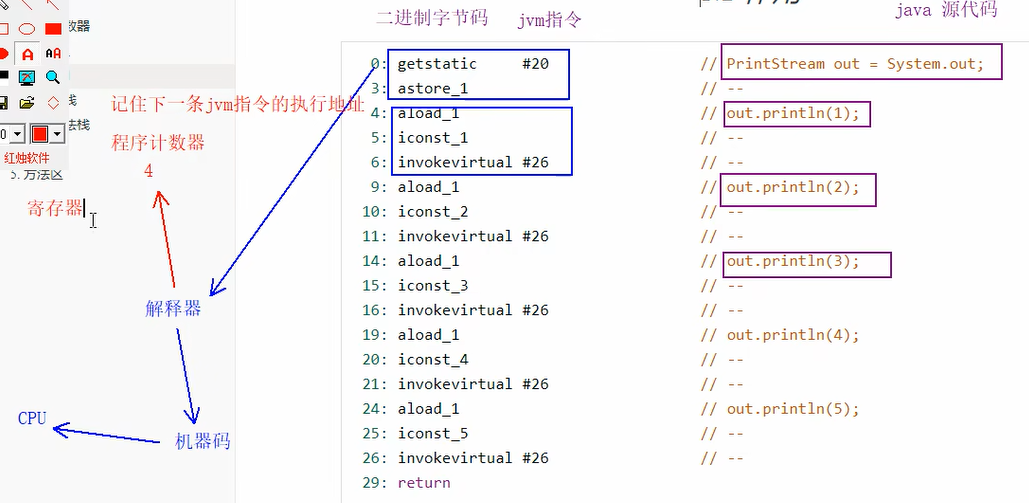 二进制字节码 jvm指令 java 源代码
数器
0: getstatic #20 // PrintStream out = System.out;
3: astore_1 // --
记住下一条jvm指令的执行地址
4: aload_1 // out.println(1);
法栈
5: iconst_1 // --
程序计数器
红烛软件
6: invokevirtual #26 // --
4
5. 方法区
9: aload_1 // out.println(2);
寄存器
10: iconst_2 // --
11: invokevirtual #26 // --
14: aload_1 // out.println(3);
15: iconst_3 // --
解释器
16: invokevirtual #26 // --
19: aload_1 // out.println(4);
20: iconst_4 // --
21: invokevirtual #26 // --
24: aload_1 // out.println(5);
CPU
25: iconst_5 // --
机器码
26: invokevirtual #26 // --
29: return